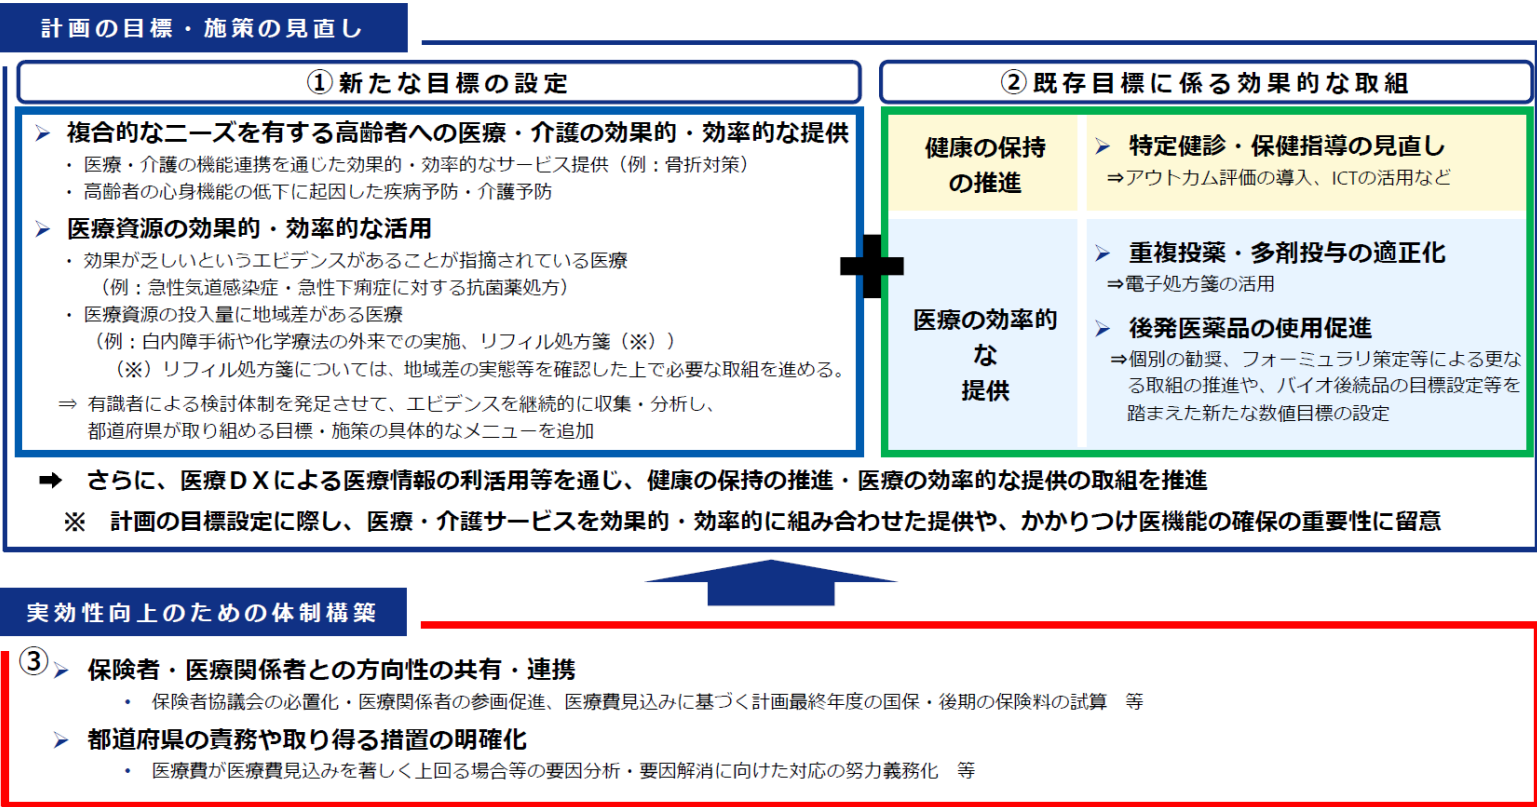 計画の目標・施策の見直し
①新たな目標の設定
➢ 複合的なニーズを有する高齢者への医療・介護の効果的・効率的な提供
・ 医療・介護の機能連携を通じた効果的・効率的なサービス提供（例：骨折対策）
・ 高齢者の心身機能の低下に起因した疾病予防・介護予防
➢ 医療資源の効果的・効率的な活用
・ 効果が乏しいというエビデンスがあることが指摘されている医療
（例：急性気道感染症・急性下痢症に対する抗菌薬処方）
・ 医療資源の投入量に地域差がある医療
（例：白内障手術や化学療法の外来での実施、リフィル処方箋（※））
（※）リフィル処方箋については、地域差の実態等を確認した上で必要な取組を進める。
⇒ 有識者による検討体制を発足させて、エビデンスを継続的に収集・分析し、
都道府県が取り組める目標・施策の具体的なメニューを追加
②既存目標に係る効果的な取組
健康の保持
の推進
➢ 特定健診・保健指導の見直し
⇒アウトカム評価の導入、ICTの活用など
医療の効率的
な
提供
➢ 重複投薬・多剤投与の適正化
⇒電子処方箋の活用
➢ 後発医薬品の使用促進
⇒個別の勧奨、フォーミュラリ策定等による更な
る取組の推進や、バイオ後続品の目標設定等を
踏まえた新たな数値目標の設定
➡ さらに、医療ＤＸによる医療情報の利活用等を通じ、健康の保持の推進・医療の効率的な提供の取組を推進
※ 計画の目標設定に際し、医療・介護サービスを効果的・効率的に組み合わせた提供や、かかりつけ医機能の確保の重要性に留意
実効性向上のための体制構築
③
➢ 保険者・医療関係者との方向性の共有・連携
• 保険者協議会の必置化・医療関係者の参画促進、医療費見込みに基づく計画最終年度の国保・後期の保険料の試算 等
➢ 都道府県の責務や取り得る措置の明確化
• 医療費が医療費見込みを著しく上回る場合等の要因分析・要因解消に向けた対応の努力義務化 等